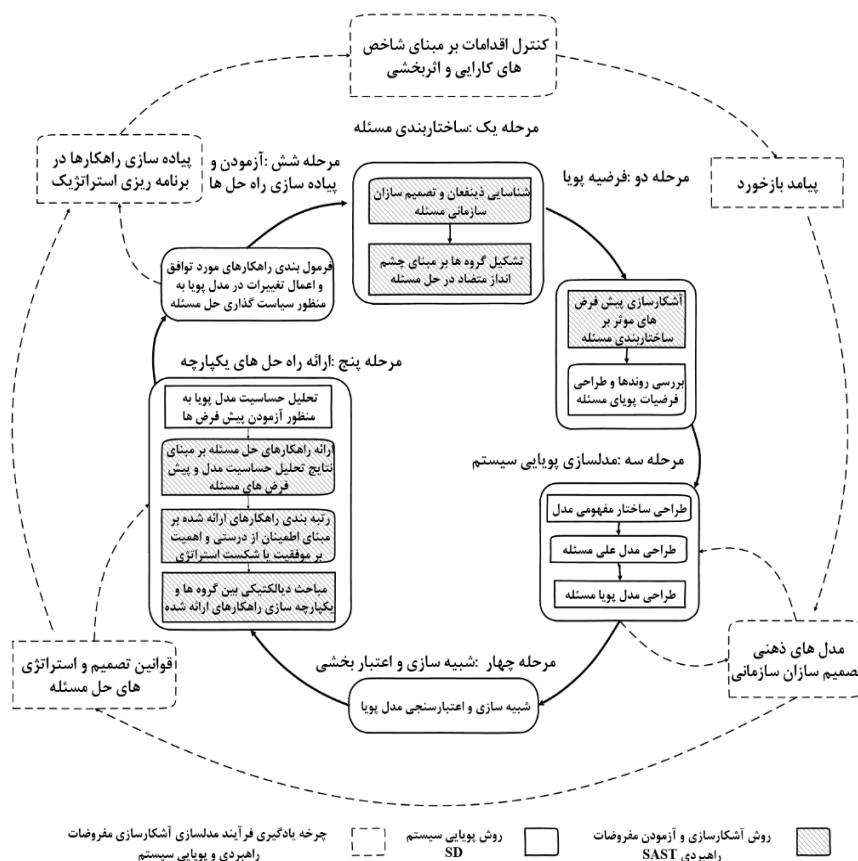 کنترل اقدامات بر مبنای شاخص
های کارایی و اثربخشی
مرحله یک :ساختاربندی مسئله
پیاده سازی راهکارها در
برنامه ریزی استراتژیک
مرحله شش :آزمودن و
پیاده سازی راه حل ها
مرحله دو :فرضیه پویا
پیامد بازخورد
شناسایی ذینفعان و تصمیم سازان
سازمانی مسئله
تشکیل گروه ها بر مبنای چشم
انداز متضاد در حل مسئله
فرمول بندی راهکارهای مورد توافق
و اعمال تغییرات در مدل پویا به
منظور سیاست گذاری حل مسئله
آشکارسازی پیش فرض
های موثر بر
ساختاربندی مسئله
بررسی روندها و طراحی
فرضیات پویای مسئله
مرحله پنج :ارائه راه حل های یکپارچه
تحلیل حساسیت مدل پویا به
منظور آزمودن پیش فرض ها
ارائه راهکارهای حل مسئله بر مبنای
نتایج تحلیل حساسیت مدل و پیش
فرض های مسئله
رتبه بندی راهکارهای ارائه شده بر
مبنای اطمینان از درستی و اهمیت
بر موفقیت یا شکست استراتژی
مباحث دیالکتیکی بین گروه ها و
یکپارچه سازی راهکارهای ارائه شده
مرحله سه :مدلسازی پویایی سیستم
طراحی ساختار مفهومی مدل
طراحی مدل علی مسئله
طراحی مدل پویا مسئله
مدل های ذهنی
تصمیم سازان سازمانی
قوانین تصمیم و استراتژی
های حل مسئله
مرحله چهار :شبیه سازی و اعتبار بخشی
شبیه سازی و اعتبارسنجی مدل پویا
روش آشکارسازی و آزمودن مفروضات
راهبردی SAST
روش پویایی سیستم
SD
چرخه یادگیری فرآیند مدلسازی آشکارسازی مفروضات
راهبردی و پویایی سیستم